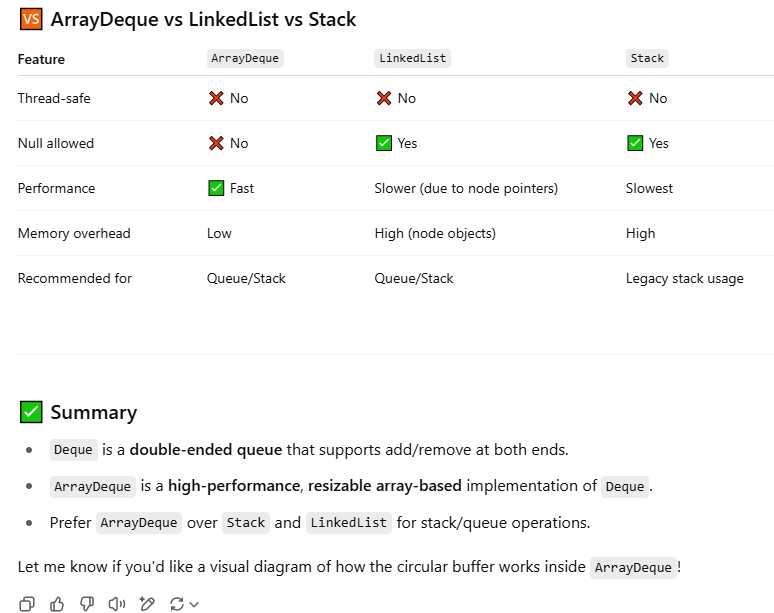 VS ArrayDeque vs LinkedList vs Stack
Feature ArrayDeque LinkedList Stack
Thread-safe ❌ No ❌ No ❌ No
Null allowed ❌ No ✅ Yes ✅ Yes
Performance ✅ Fast Slower (due to node pointers) Slowest
Memory overhead Low High (node objects) High
Recommended for Queue/Stack Queue/Stack Legacy stack usage
✅ Summary
• Deque is a double-ended queue that supports add/remove at both ends.
• ArrayDeque is a high-performance, resizable array-based implementation of Deque.
• Prefer ArrayDeque over Stack and LinkedList for stack/queue operations.
Let me know if you'd like a visual diagram of how the circular buffer works inside ArrayDeque!